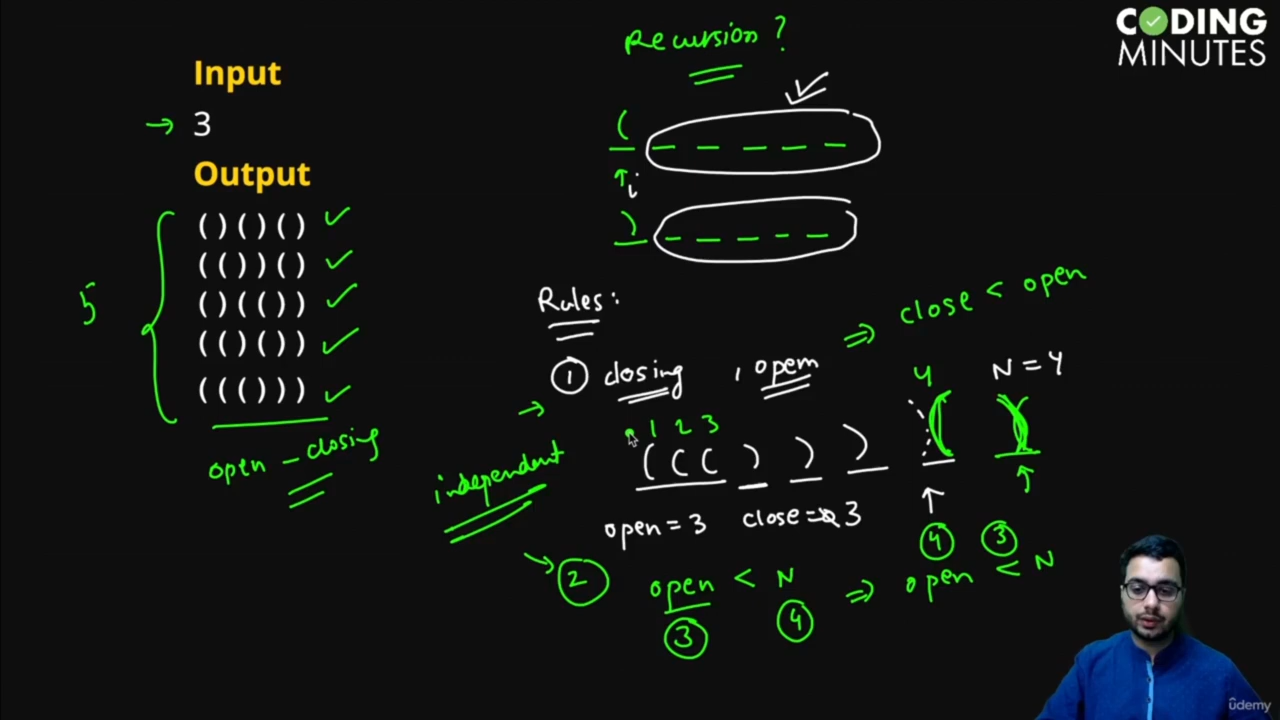 CODING
MINUTES
Recursion?
Input
→ 3
Output
()()() ✓
(())() ✓
()(()) ✓
(()()) ✓
((())) ✓
5
open - closing
(
i
)
Rules:
① closing , open ⇒ close < open
independent
1 2 3 4 N = 4
( ( ( ) ) ) ( )
open = 3 close = 3
4 3
② open < N ⇒ open < N
3 4
ûdemy